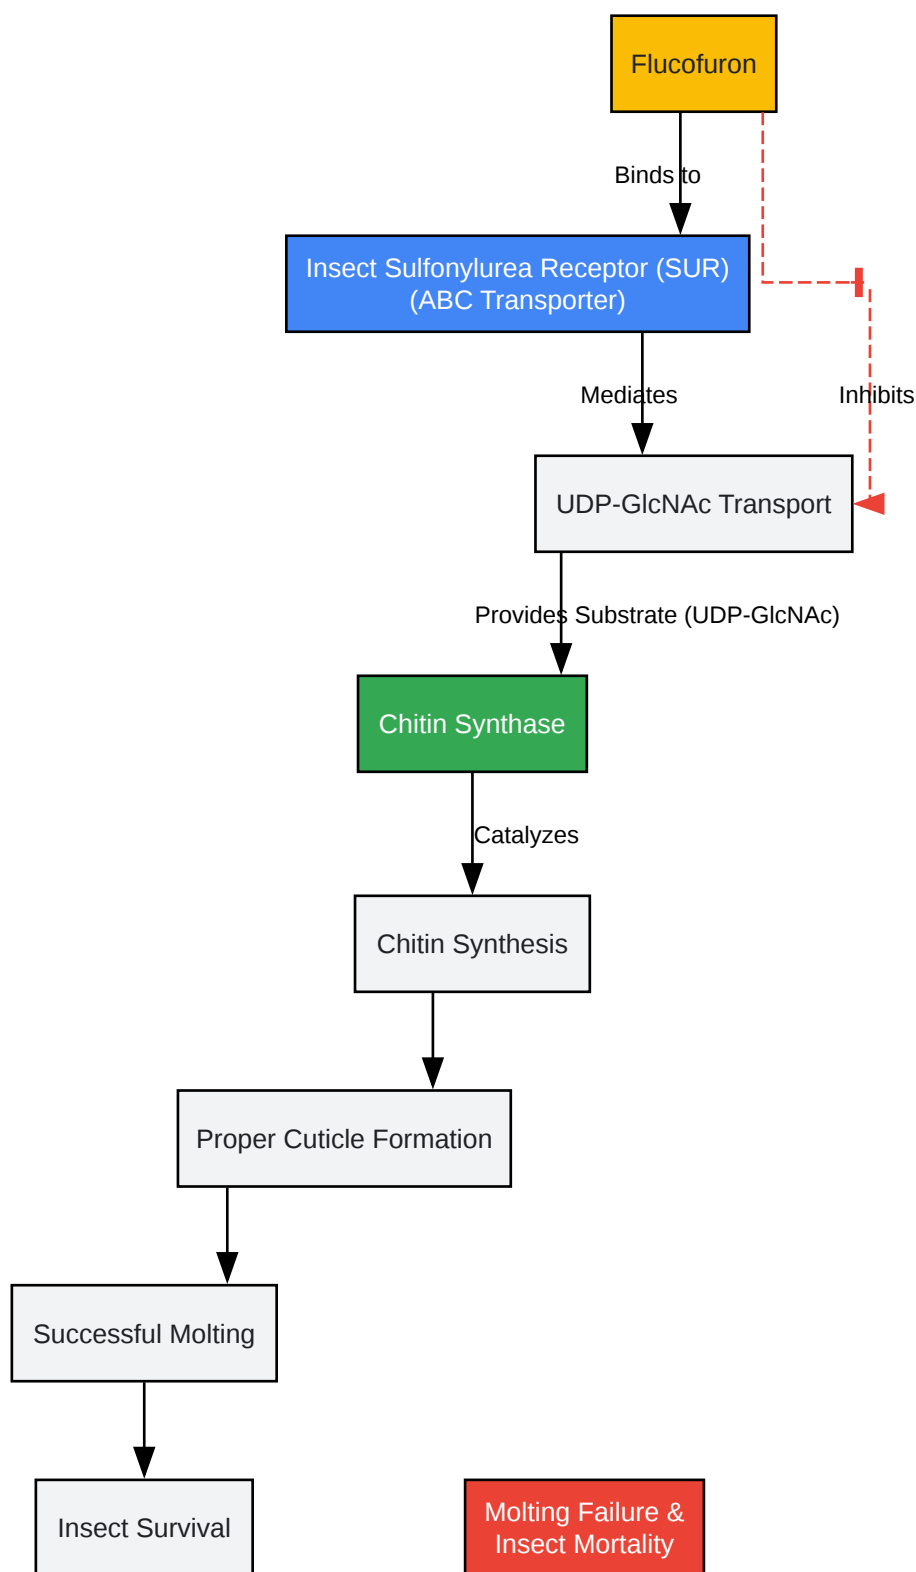 Flucofuron
Binds to
Insect Sulfonylurea Receptor (SUR)
(ABC Transporter)
Mediates
Inhibits
UDP-GlcNAc Transport
Provides Substrate (UDP-GlcNAc)
Chitin Synthase
Catalyzes
Chitin Synthesis
Proper Cuticle Formation
Successful Molting
Insect Survival
Molting Failure &
Insect Mortality